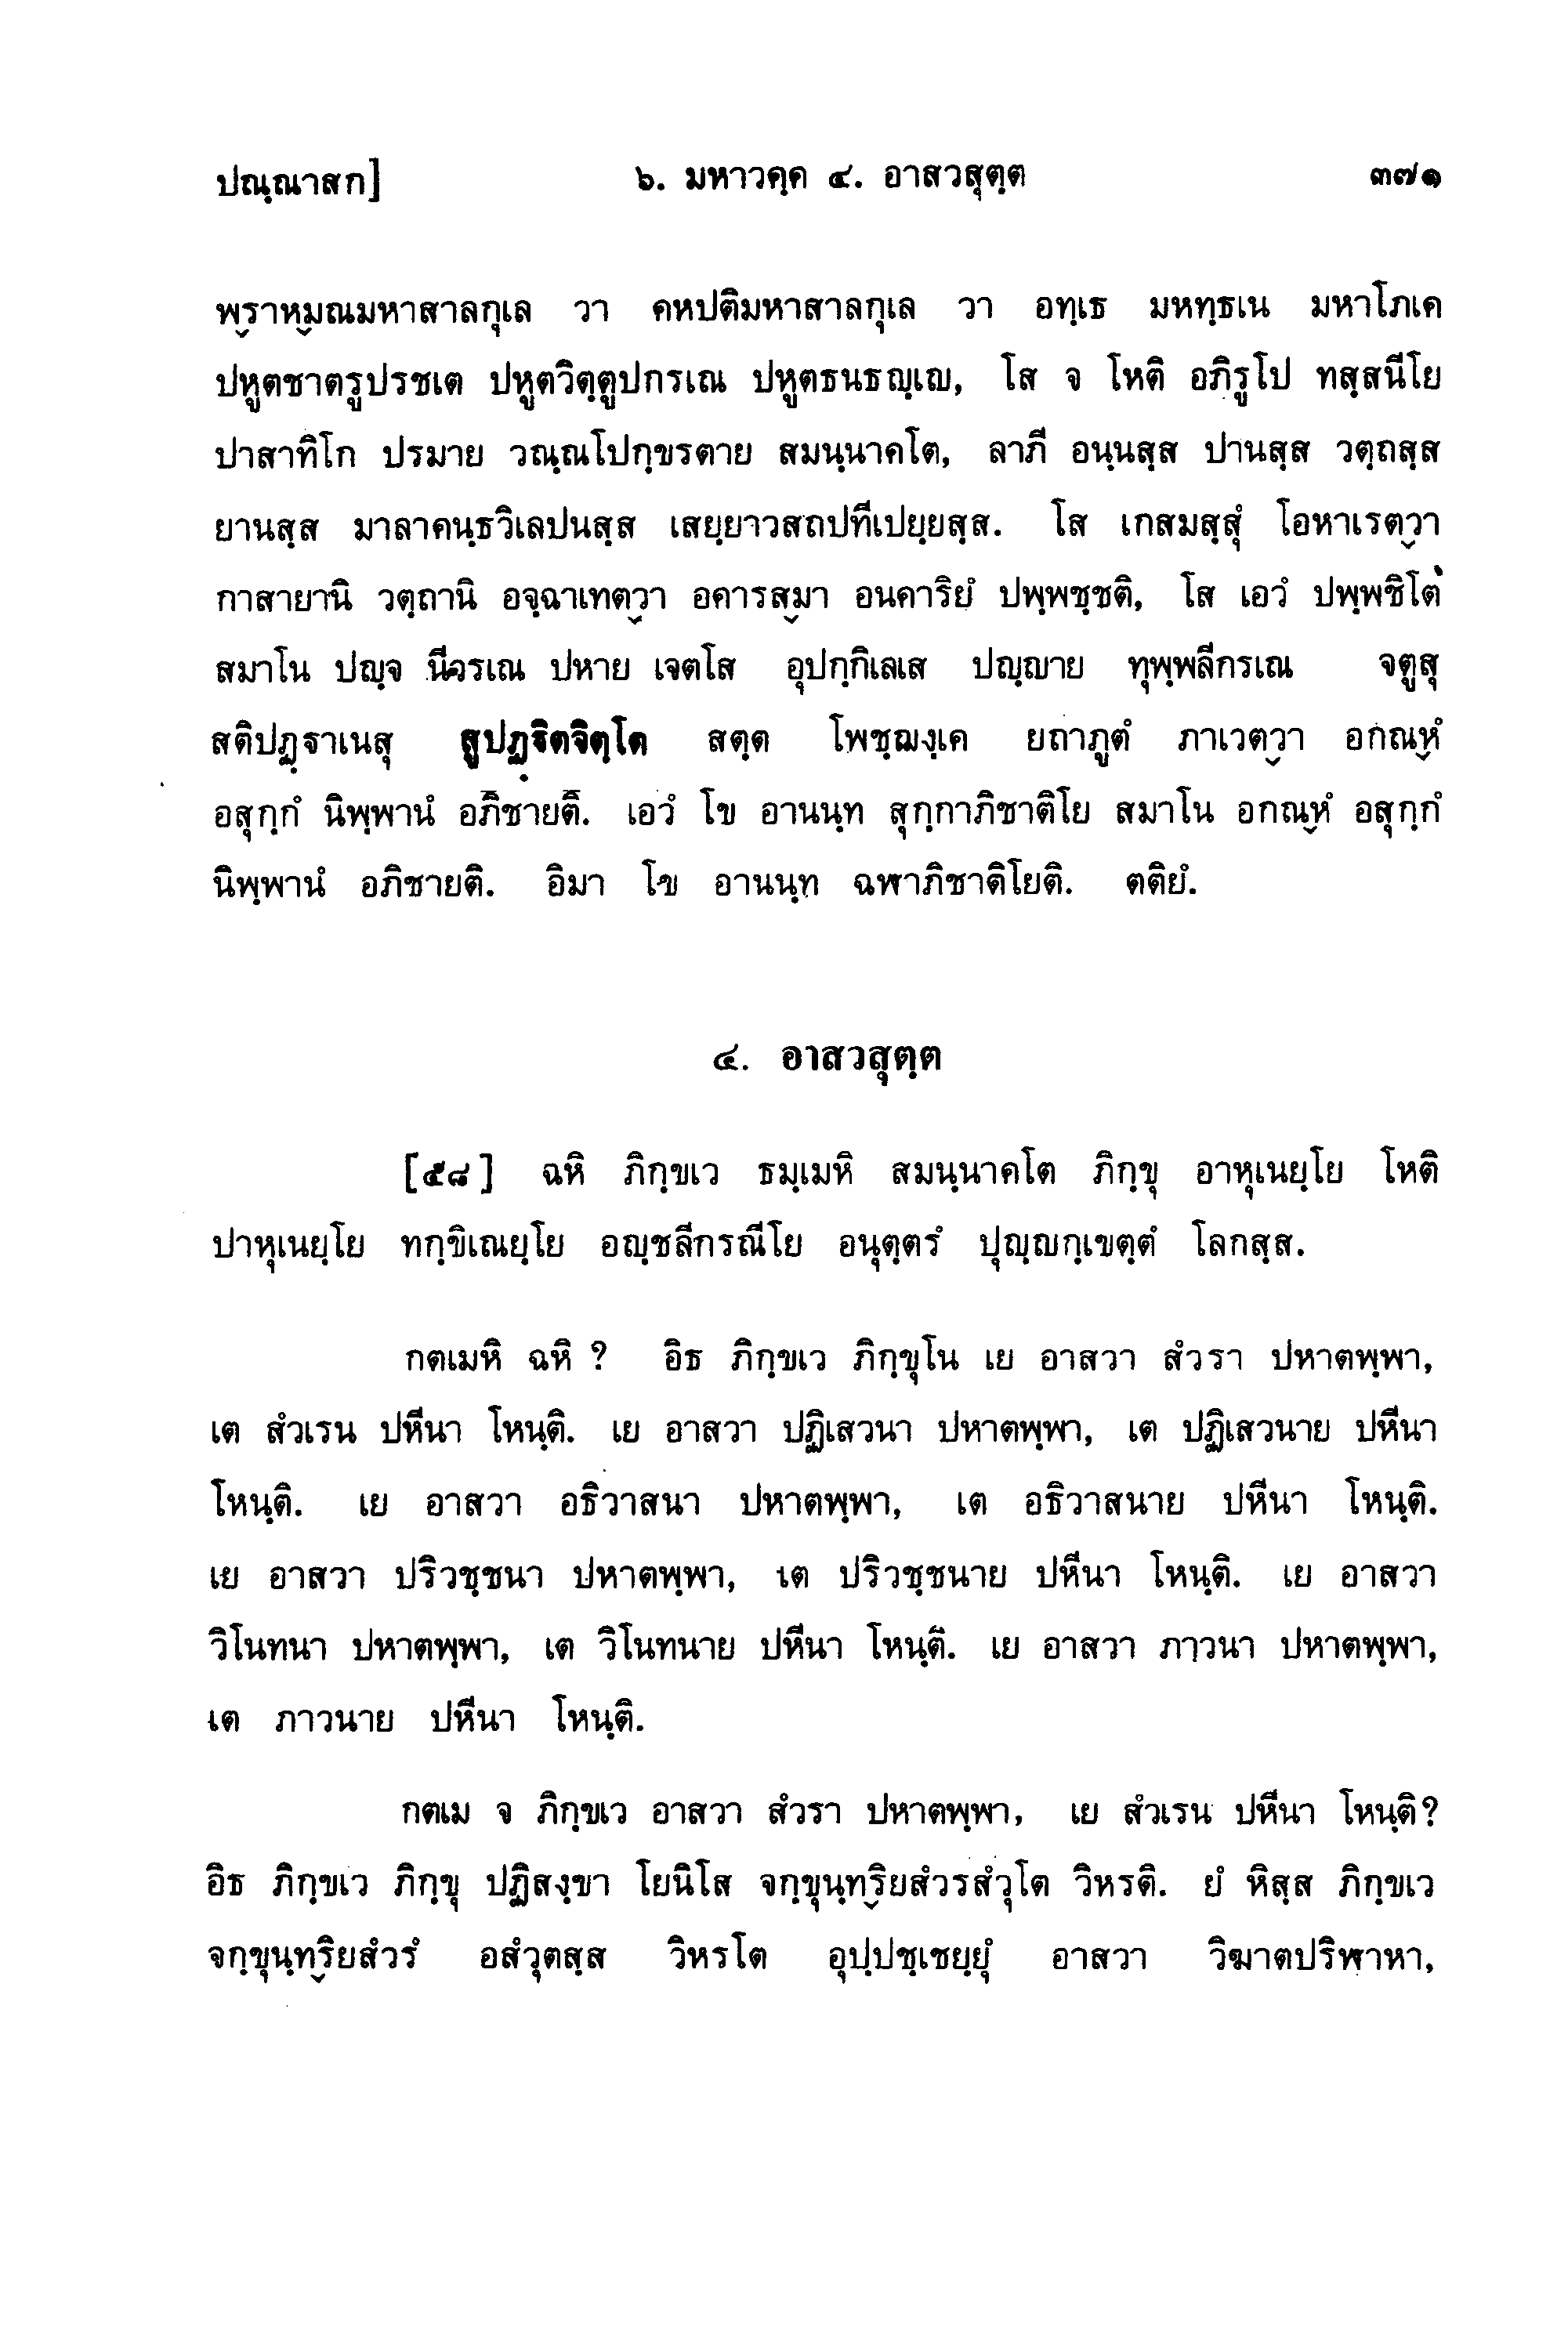 ปณฺณาสก] ๖. มหาวคฺค ๔. อาสวสุตฺต ๓๗๑
พฺราหฺมณมหาสาลกุเล วา คหปติมหาสาลกุเล วา อทฺเธ มหทฺธเน มหาโภเค
ปหูตชาตรูปรชเต ปหูตวิตฺตูปกรเณ ปหูตธนธญฺเญ, โส จ โหติ อภิรูโป ทสฺสนีโย
ปาสาทิโก ปรมาย วณฺณโปกฺขรตาย สมนฺนาคโต, ลาภี อนฺนสฺส ปานสฺส วตฺถสฺส
ยานสฺส มาลาคนฺธวิเลปนสฺส เสยฺยาวสถปทีเปยฺยสฺส. โส เกสมสฺสุํ โอหาเรตฺวา
กาสายานิ วตฺถานิ อจฺฉาเทตฺวา อคารสฺมา อนคาริยํ ปพฺพชฺชติ, โส เอวํ ปพฺพชิโต
สมาโน ปญฺจ นีวรเณ ปหาย เจตโส อุปกฺกิเลเส ปญฺญาย ทุพฺพลีกรเณ จตูสุ
สติปฏฺฐาเนสุ สูปฏฺฐิตจิตฺโต สตฺต โพชฺฌงฺเค ยถาภูตํ ภาเวตฺวา อกณฺหํ
อสุกฺกํ นิพฺพานํ อภิชายติ. เอวํ โข อานนฺท สุกฺกาภิชาติโย สมาโน อกณฺหํ อสุกฺกํ
นิพฺพานํ อภิชายติ. อิมา โข อานนฺท ฉฬาภิชาติโยติ. ตติยํ.
๔. อาสวสุตฺต
[๕๘] ฉหิ ภิกฺขเว ธมฺเมหิ สมนฺนาคโต ภิกฺขุ อาหุเนยฺโย โหติ
ปาหุเนยฺโย ทกฺขิเณยฺโย อญฺชลีกรณีโย อนุตฺตรํ ปุญฺญกฺเขตฺตํ โลกสฺส.
กตเมหิ ฉหิ ? อิธ ภิกฺขเว ภิกฺขุโน เย อาสวา สํวรา ปหาตพฺพา,
เต สํวเรน ปหีนา โหนฺติ. เย อาสวา ปฏิเสวนา ปหาตพฺพา, เต ปฏิเสวนาย ปหีนา
โหนฺติ. เย อาสวา อธิวาสนา ปหาตพฺพา, เต อธิวาสนาย ปหีนา โหนฺติ.
เย อาสวา ปริวชฺชนา ปหาตพฺพา, เต ปริวชฺชนาย ปหีนา โหนฺติ. เย อาสวา
วิโนทนา ปหาตพฺพา, เต วิโนทนาย ปหีนา โหนฺติ. เย อาสวา ภาวนา ปหาตพฺพา,
เต ภาวนาย ปหีนา โหนฺติ.
กตเม จ ภิกฺขเว อาสวา สํวรา ปหาตพฺพา, เย สํวเรน ปหีนา โหนฺติ?
อิธ ภิกฺขเว ภิกฺขุ ปฏิสงฺขา โยนิโส จกฺขุนฺทฺริยสํวรสํวุโต วิหรติ. ยํ หิสฺส ภิกฺขเว
จกฺขุนฺทฺริยสํวรํ อสํวุตสฺส วิหรโต อุปฺปชฺเชยฺยุํ อาสวา วิฆาตปริฬาหา,